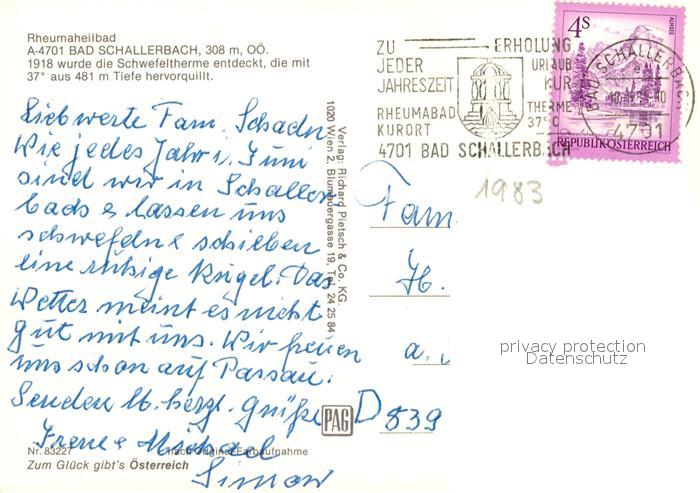 Rheumaheilbad
A-4701 BAD SCHALLERBACH, 308 m, OÖ.
1918 wurde die Schwefeltherme entdeckt, die mit
37° aus 481 m Tiefe hervorquillt.
Liebwerte Fam. Schadn
Wie jedes Jahr i. Juni
sind wir in Schaller-
bach & lassen uns
schwefeln & schieben
eine ruhige Kugel. Das
Wetter meint es nicht
gut mit uns. Wir freuen
uns schon auf Passau.
Senden lb. herzl. Grüße
Irene & Michael
Simon
Nr. 83227 Nach Original-Farbaufnahme
Zum Glück gibt's Österreich
Verlag: Richard Pietsch & Co. KG.
1020 Wien 2, Blumauergasse 19, Tel. 24 25 84
PAG
ZU
JEDER
JAHRESZEIT
RHEUMABAD
KURORT
ERHOLUNG
URLAUB
KUR
THERME
37°C
4701 BAD SCHALLERBACH
4S
ALMSEE
REPUBLIK ÖSTERREICH
BAD SCHALLERBACH
4701
1983
Fam
H.
a.
D 839
privacy protection
Datenschutz